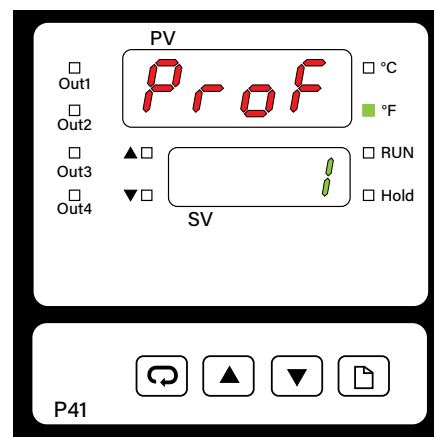 PV
ProF
Out1
°C
Out2
°F
Out3
▲
RUN
1
Out4
▼
Hold
SV
P41